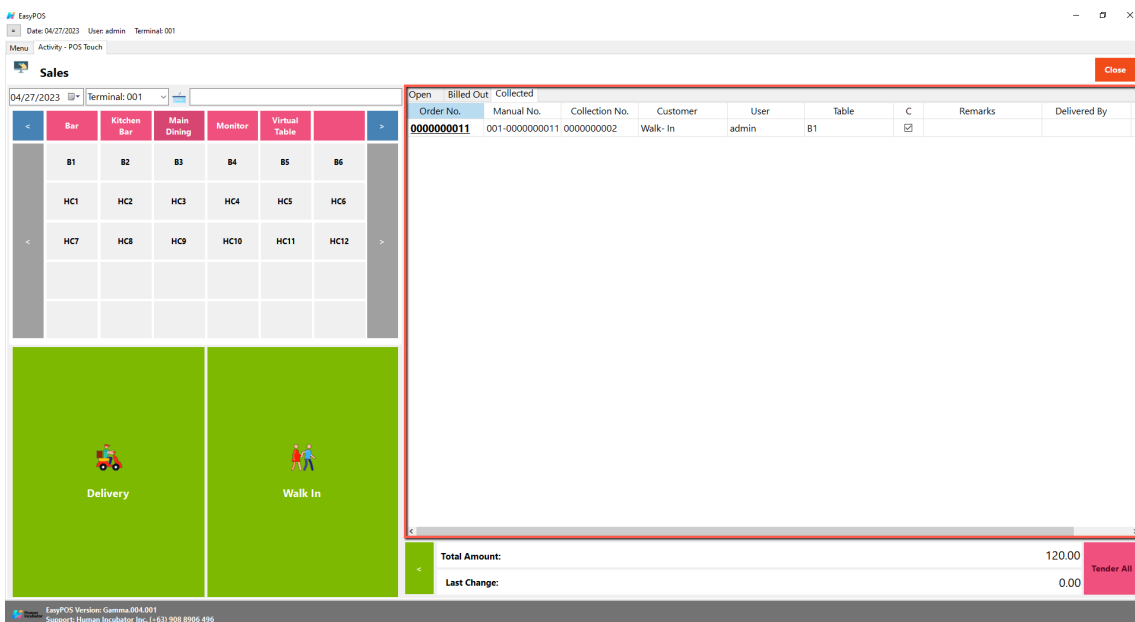 EasyPOS
Date: 04/27/2023 User: admin Terminal: 001
Menu Activity - POS Touch
Sales
Close
04/27/2023 Terminal: 001
Open Billed Out Collected
< Bar Kitchen Bar Main Dining Monitor Virtual Table >
Order No. Manual No. Collection No. Customer User Table C Remarks Delivered By
0000000011 001-0000000011 0000000002 Walk- In admin B1
B1 B2 B3 B4 B5 B6
HC1 HC2 HC3 HC4 HC5 HC6
< HC7 HC8 HC9 HC10 HC11 HC12 >
Delivery Walk In
< Total Amount: 120.00
Last Change: 0.00
Tender All
Human Incubator
EasyPOS Version: Gamma.004.001
Support: Human Incubator Inc. (+63) 908 8906 496